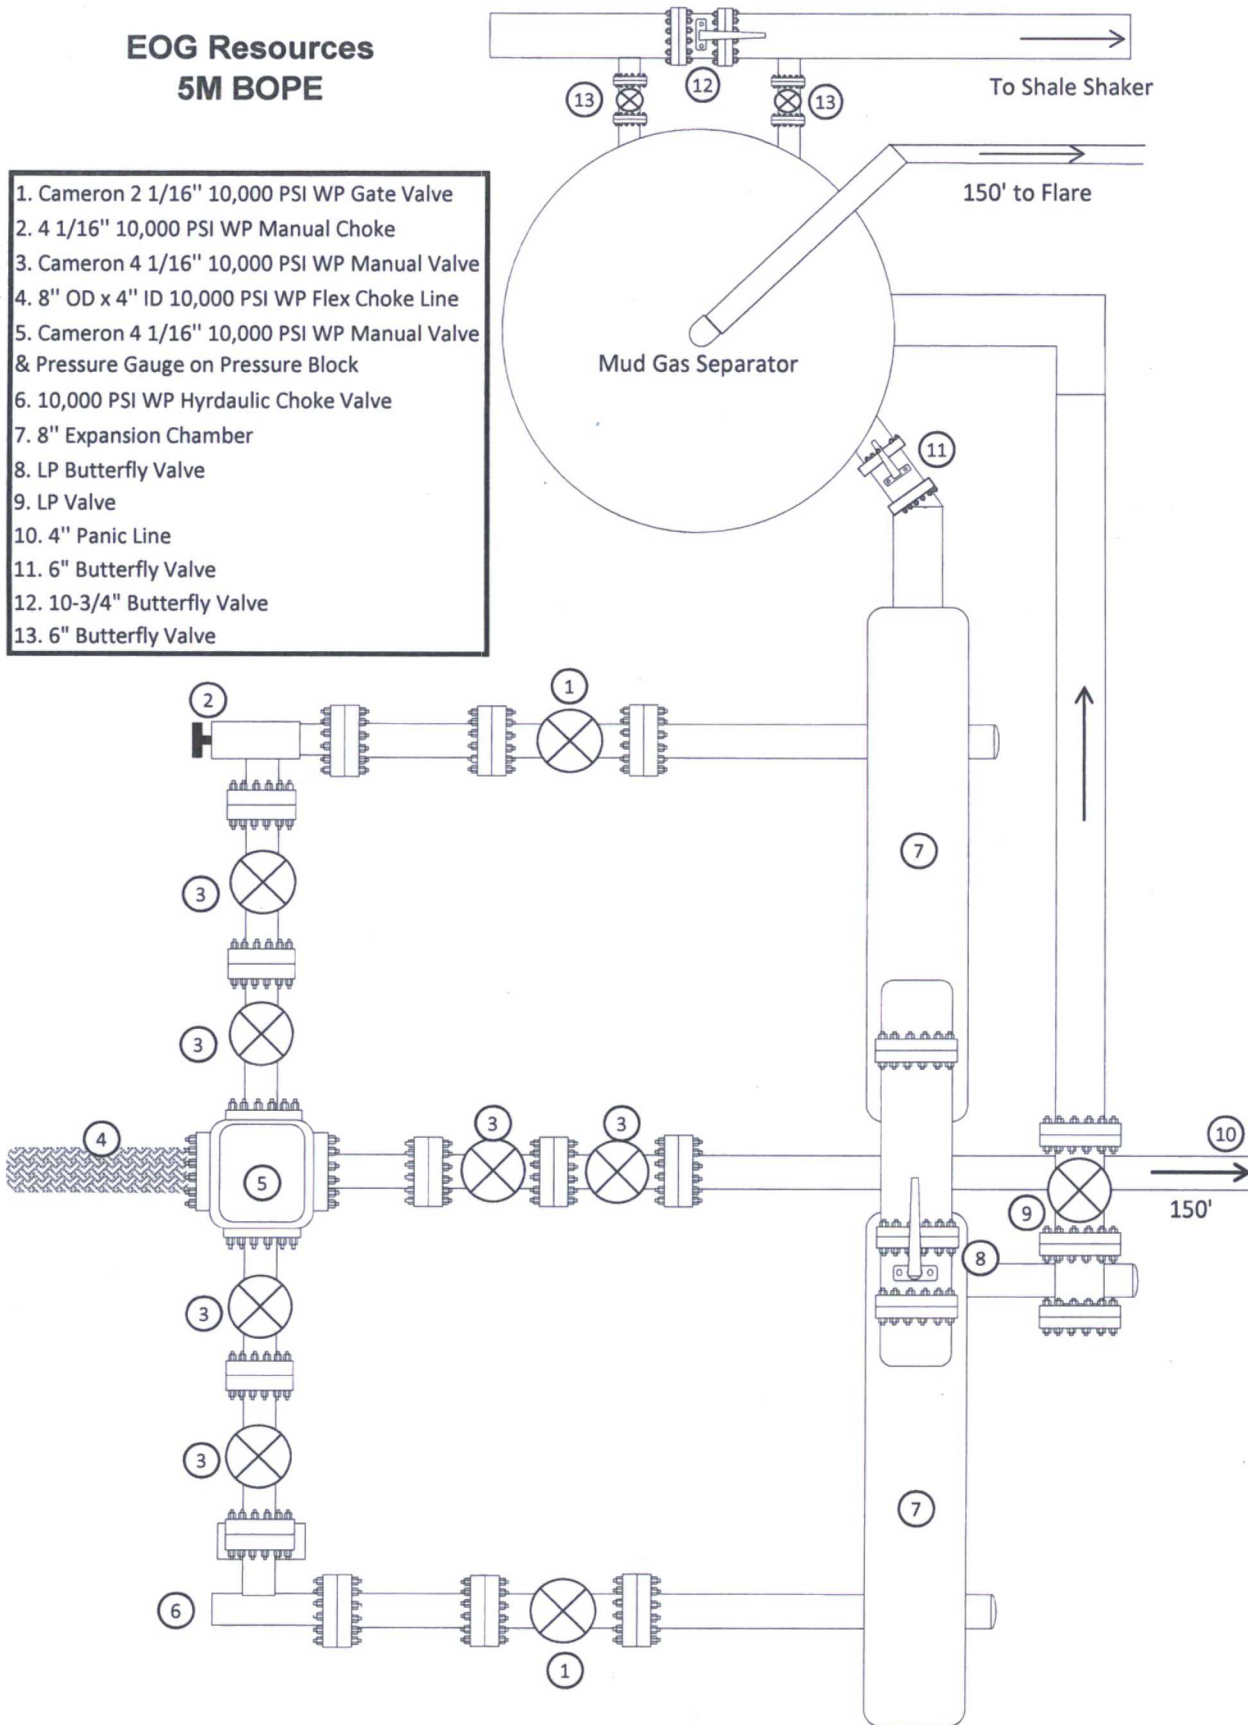 EOG Resources
5M BOPE
12
13
13
To Shale Shaker
150' to Flare
1. Cameron 2 1/16" 10,000 PSI WP Gate Valve
2. 4 1/16" 10,000 PSI WP Manual Choke
3. Cameron 4 1/16" 10,000 PSI WP Manual Valve
4. 8" OD x 4" ID 10,000 PSI WP Flex Choke Line
5. Cameron 4 1/16" 10,000 PSI WP Manual Valve
& Pressure Gauge on Pressure Block
6. 10,000 PSI WP Hyrdaulic Choke Valve
7. 8" Expansion Chamber
8. LP Butterfly Valve
9. LP Valve
10. 4" Panic Line
11. 6" Butterfly Valve
12. 10-3/4" Butterfly Valve
13. 6" Butterfly Valve
Mud Gas Separator
11
1
2
7
3
3
3
3
4
10
5
150'
9
8
3
3
7
6
1